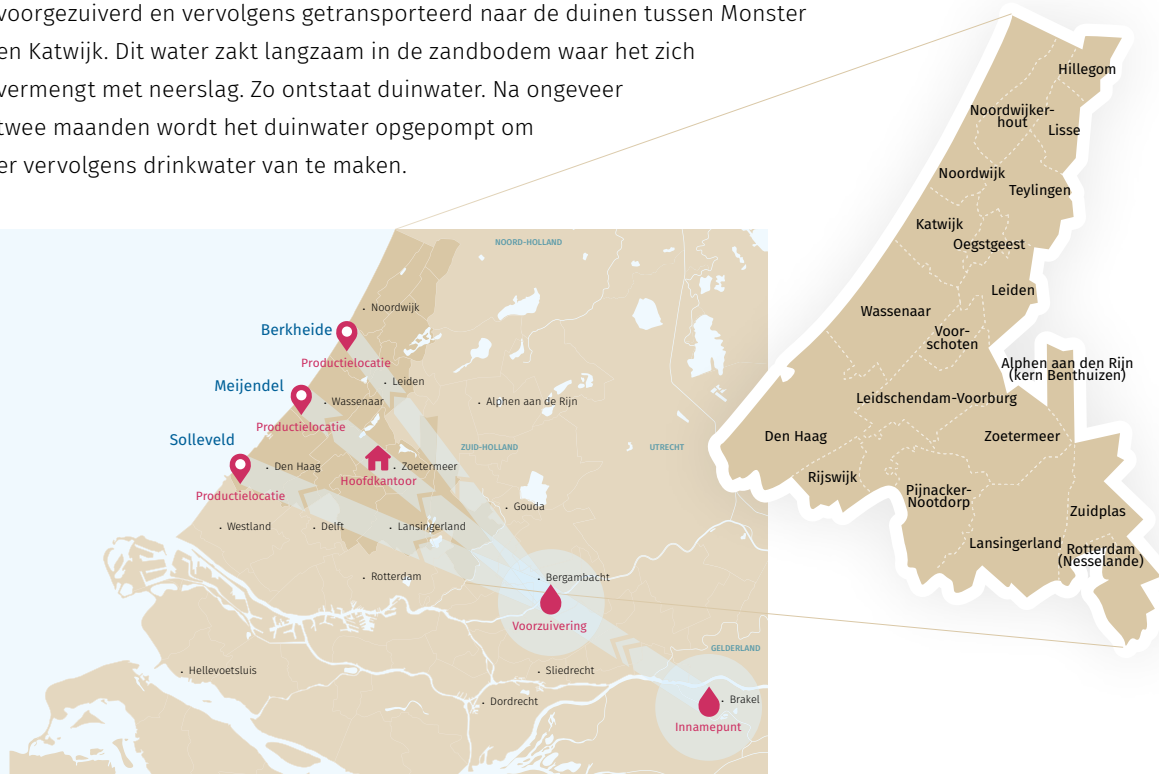 voorgezuiverd en vervolgens getransporteerd naar de duinen tussen Monster
en Katwijk. Dit water zakt langzaam in de zandbodem waar het zich
vermengt met neerslag. Zo ontstaat duinwater. Na ongeveer
twee maanden wordt het duinwater opgepompt om
er vervolgens drinkwater van te maken.
NOORD-HOLLAND
Noordwijk
Berkheide
Productielocatie
Leiden
Meijendel
Wassenaar
Alphen aan de Rijn
Productielocatie
Solleveld
ZUID-HOLLAND
UTRECHT
Den Haag
Zoetermeer
Hoofdkantoor
Productielocatie
Gouda
Westland
Delft
Lansingerland
Rotterdam
Bergambacht
Voorzuivering
GELDERLAND
Hellevoetsluis
Sliedrecht
Dordrecht
Brakel
Innamepunt
Hillegom
Noordwijker-
hout
Lisse
Noordwijk
Teylingen
Katwijk
Oegstgeest
Leiden
Wassenaar
Voor-
schoten
Alphen aan den Rijn
(kern Benthuizen)
Leidschendam-Voorburg
Den Haag
Zoetermeer
Rijswijk
Pijnacker-
Nootdorp
Zuidplas
Lansingerland
Rotterdam
(Nesselande)